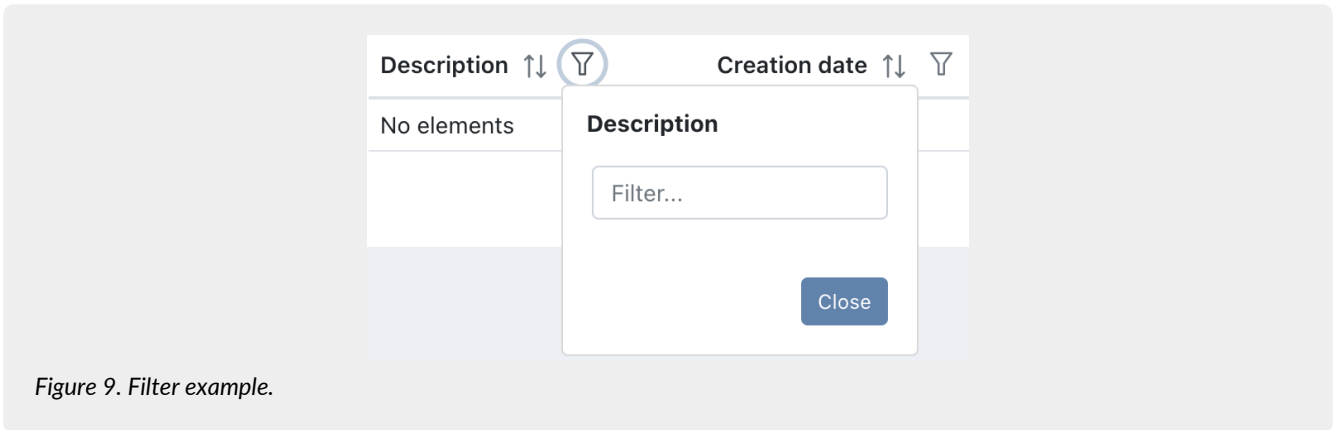 Description Creation date
No elements
Description
Filter...
Close
Figure 9. Filter example.